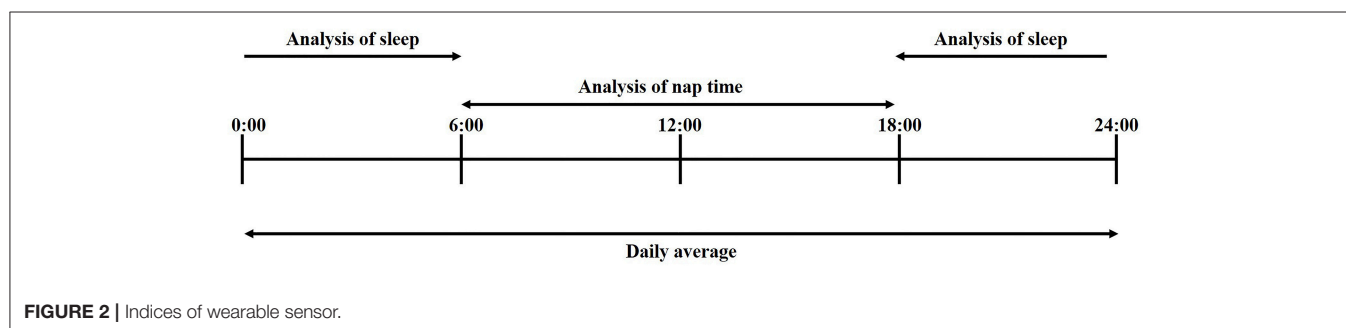 Analysis of sleep
Analysis of sleep
Analysis of nap time
0:00 6:00 12:00 18:00 24:00
Daily average
FIGURE 2 | Indices of wearable sensor.